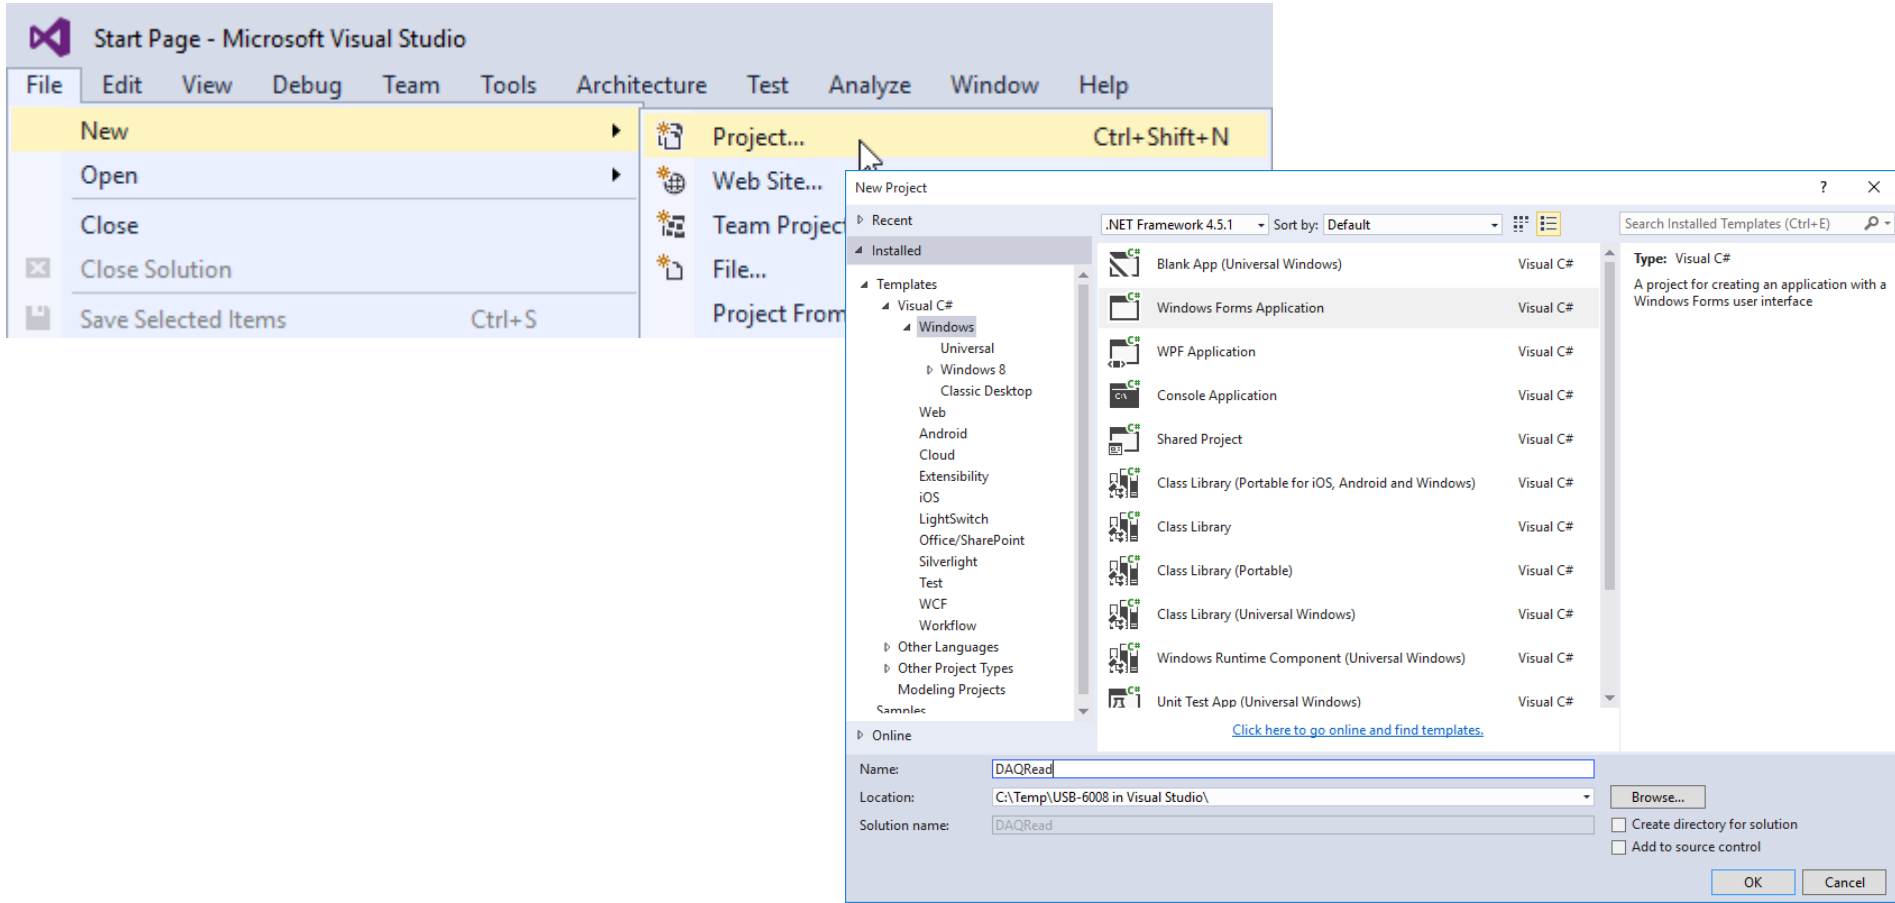 Start Page - Microsoft Visual Studio
File Edit View Debug Team Tools Architecture Test Analyze Window Help
New
Open
Close
Close Solution
Save Selected Items Ctrl+S
Project... Ctrl+Shift+N
Web Site...
Team Project
File...
Project From
New Project ? 
Recent
Installed
Templates
Visual C#
Windows
Universal
Windows 8
Classic Desktop
Web
Android
Cloud
Extensibility
iOS
LightSwitch
Office/SharePoint
Silverlight
Test
WCF
Workflow
Other Languages
Other Project Types
Modeling Projects
Samples
Online
.NET Framework 4.5.1 Sort by: Default
Search Installed Templates (Ctrl+E)
Blank App (Universal Windows) Visual C#
Windows Forms Application Visual C#
WPF Application Visual C#
Console Application Visual C#
Shared Project Visual C#
Class Library (Portable for iOS, Android and Windows) Visual C#
Class Library Visual C#
Class Library (Portable) Visual C#
Class Library (Universal Windows) Visual C#
Windows Runtime Component (Universal Windows) Visual C#
Unit Test App (Universal Windows) Visual C#
Click here to go online and find templates.
Type: Visual C#
A project for creating an application with a
Windows Forms user interface
Name: DAQRead
Location: C:\Temp\USB-6008 in Visual Studio\
Browse...
Solution name: DAQRead
Create directory for solution
Add to source control
OK Cancel